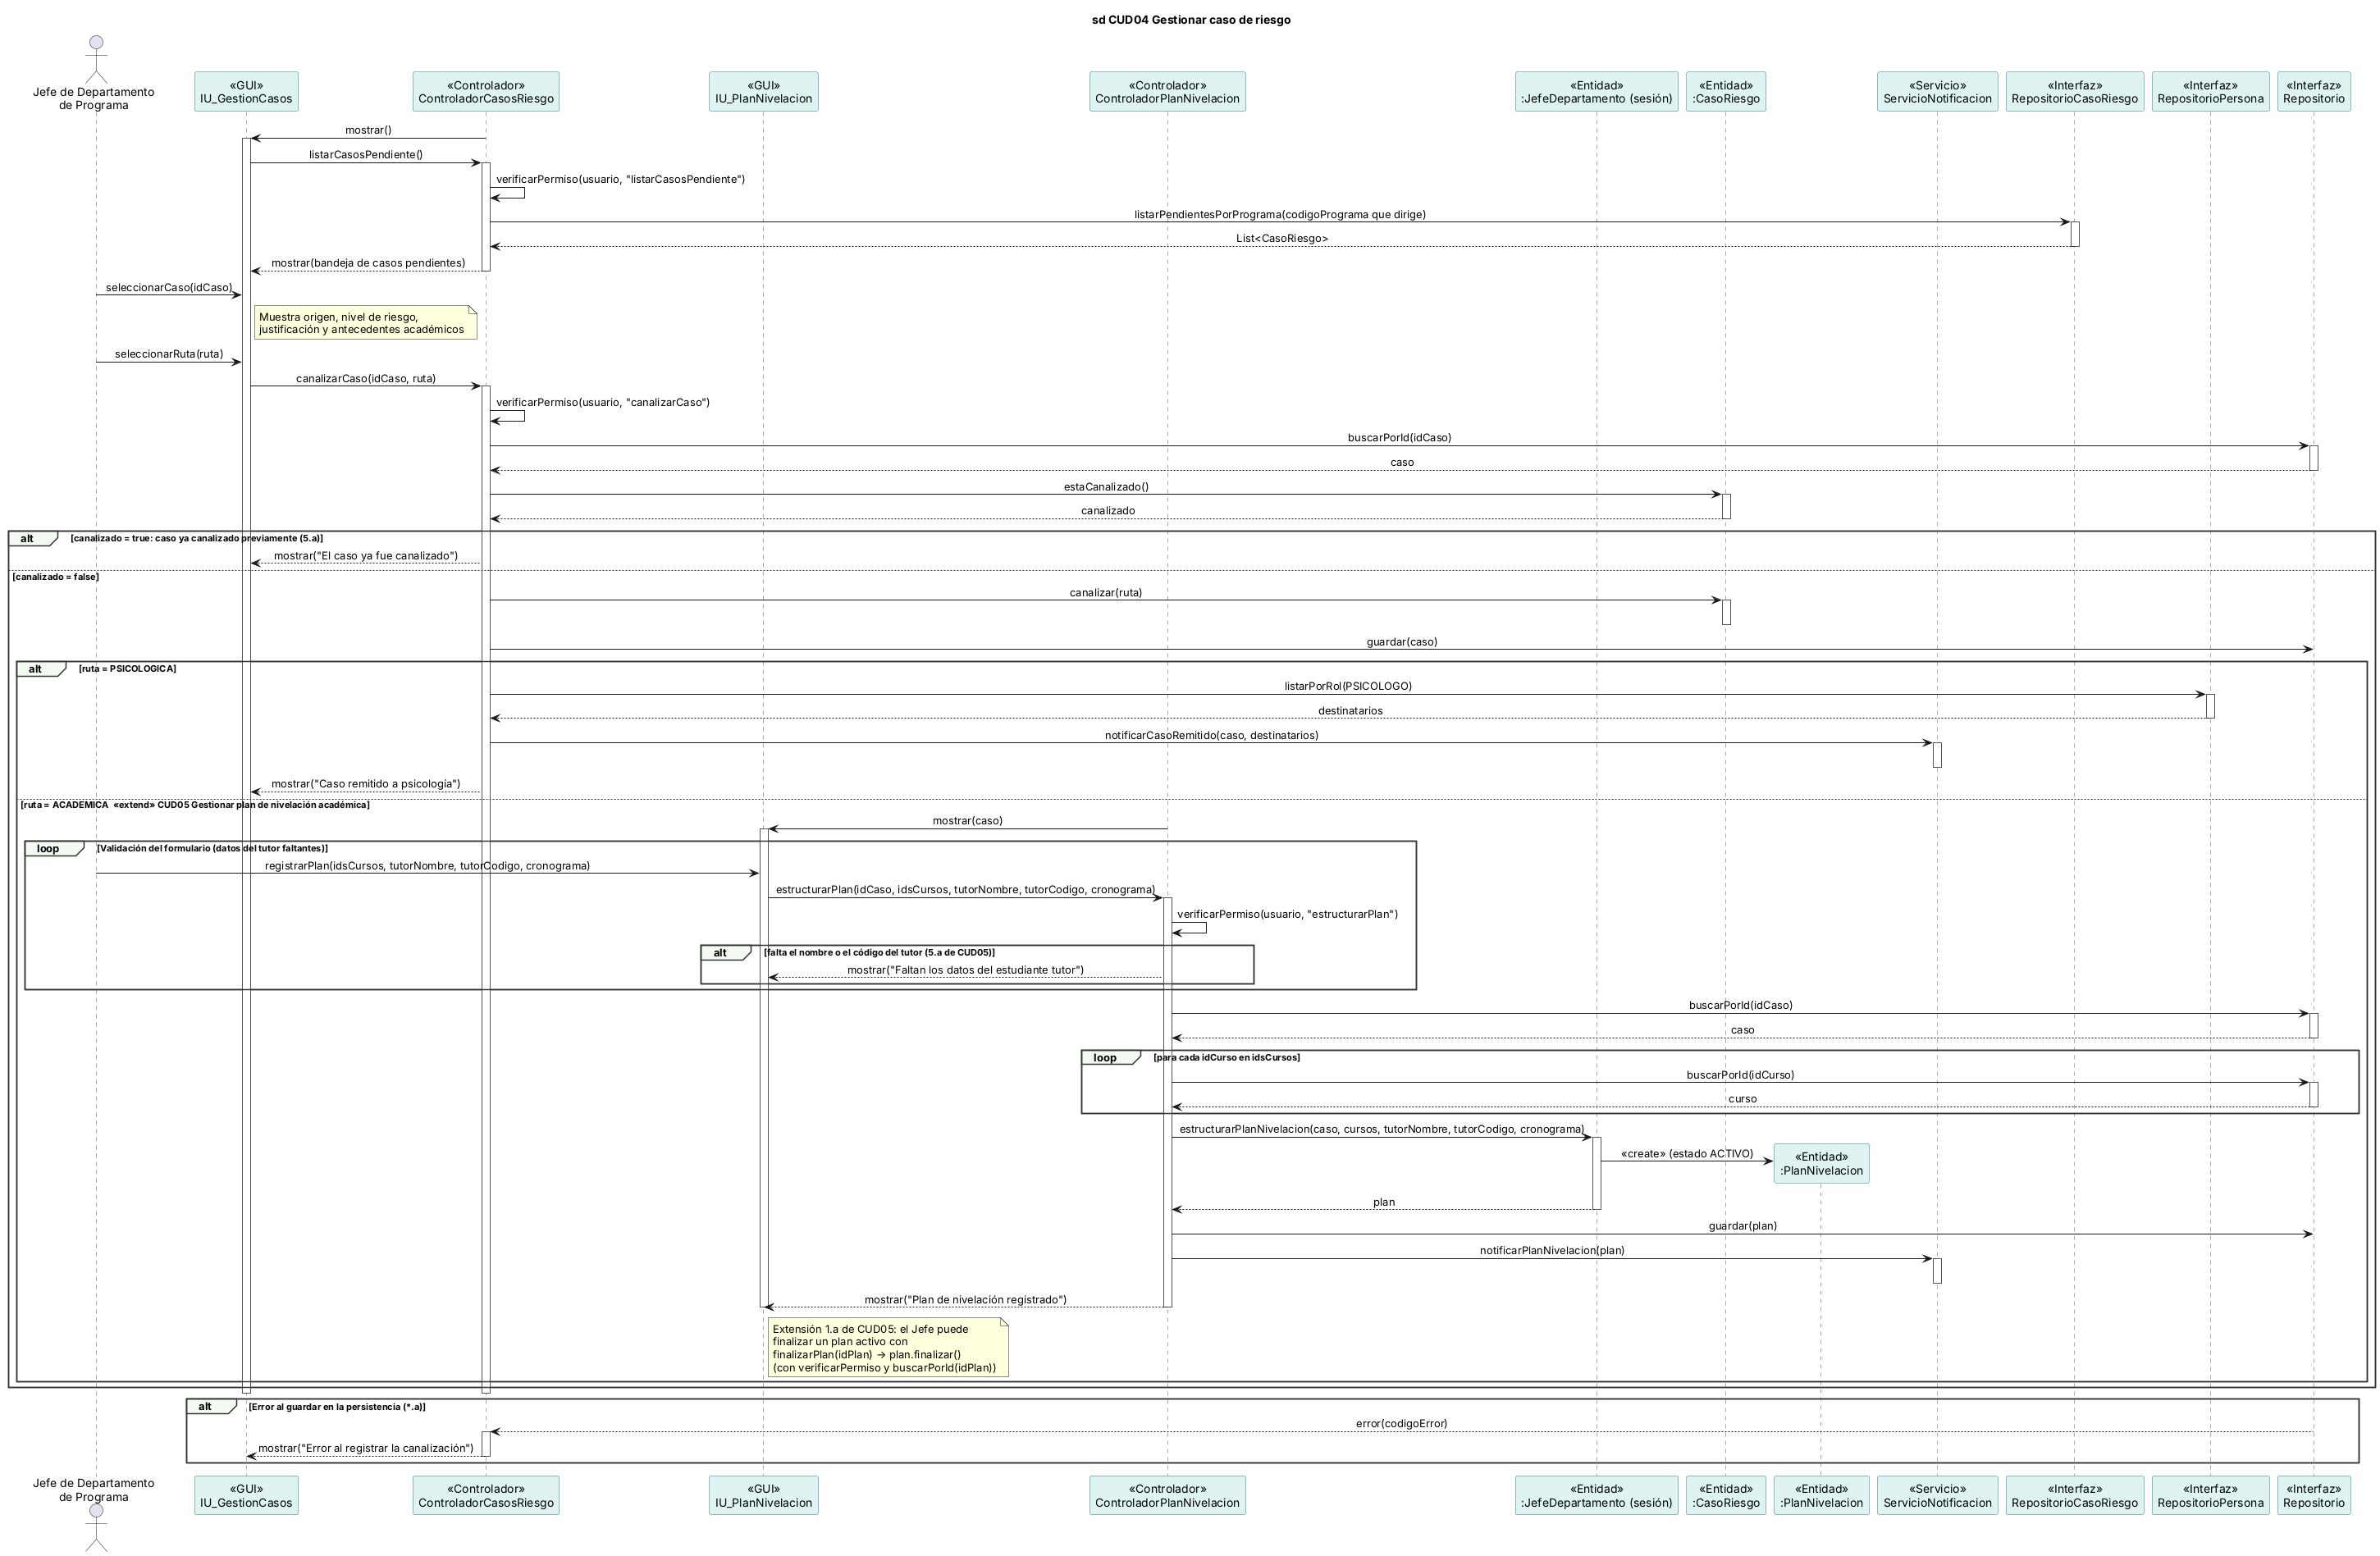 sd CUD04 Gestionar caso de riesgo
Jefe de Departamento
de Programa
«GUI»
IU_GestionCasos
«Controlador»
ControladorCasosRiesgo
«GUI»
IU_PlanNivelacion
«Controlador»
ControladorPlanNivelacion
«Entidad»
:JefeDepartamento (sesión)
«Entidad»
:CasoRiesgo
«Servicio»
ServicioNotificacion
«Interfaz»
RepositorioCasoRiesgo
«Interfaz»
RepositorioPersona
«Interfaz»
Repositorio
mostrar()
listarCasosPendiente()
verificarPermiso(usuario, "listarCasosPendiente")
listarPendientesPorPrograma(codigoPrograma que dirige)
List<CasoRiesgo>
mostrar(bandeja de casos pendientes)
seleccionarCaso(idCaso)
Muestra origen, nivel de riesgo,
justificación y antecedentes académicos
seleccionarRuta(ruta)
canalizarCaso(idCaso, ruta)
verificarPermiso(usuario, "canalizarCaso")
buscarPorId(idCaso)
caso
estaCanalizado()
canalizado
alt [canalizado = true: caso ya canalizado previamente (5.a)]
mostrar("El caso ya fue canalizado")
[canalizado = false]
canalizar(ruta)
guardar(caso)
alt [ruta = PSICOLOGICA]
listarPorRol(PSICOLOGO)
destinatarios
notificarCasoRemitido(caso, destinatarios)
mostrar("Caso remitido a psicología")
[ruta = ACADEMICA «extend» CUD05 Gestionar plan de nivelación académica]
mostrar(caso)
loop [Validación del formulario (datos del tutor faltantes)]
registrarPlan(idsCursos, tutorNombre, tutorCodigo, cronograma)
estructurarPlan(idCaso, idsCursos, tutorNombre, tutorCodigo, cronograma)
verificarPermiso(usuario, "estructurarPlan")
alt [falta el nombre o el código del tutor (5.a de CUD05)]
mostrar("Faltan los datos del estudiante tutor")
buscarPorId(idCaso)
caso
loop [para cada idCurso en idsCursos]
buscarPorId(idCurso)
curso
estructurarPlanNivelacion(caso, cursos, tutorNombre, tutorCodigo, cronograma)
«create» (estado ACTIVO)
«Entidad»
:PlanNivelacion
plan
guardar(plan)
notificarPlanNivelacion(plan)
mostrar("Plan de nivelación registrado")
Extensión 1.a de CUD05: el Jefe puede
finalizar un plan activo con
finalizarPlan(idPlan) → plan.finalizar()
(con verificarPermiso y buscarPorId(idPlan))
alt [Error al guardar en la persistencia (*.a)]
error(codigoError)
mostrar("Error al registrar la canalización")
Jefe de Departamento
de Programa
«GUI»
IU_GestionCasos
«Controlador»
ControladorCasosRiesgo
«GUI»
IU_PlanNivelacion
«Controlador»
ControladorPlanNivelacion
«Entidad»
:JefeDepartamento (sesión)
«Entidad»
:CasoRiesgo
«Entidad»
:PlanNivelacion
«Servicio»
ServicioNotificacion
«Interfaz»
RepositorioCasoRiesgo
«Interfaz»
RepositorioPersona
«Interfaz»
Repositorio